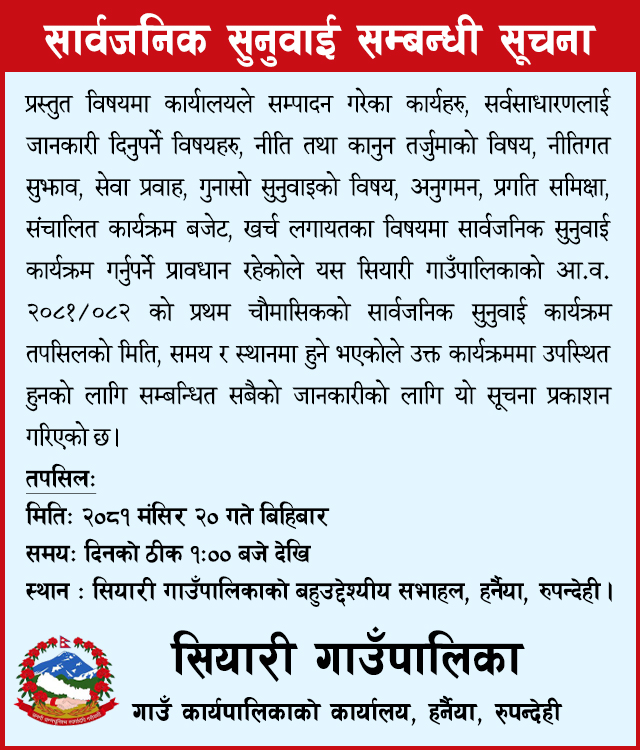 सार्वजनिक सुनुवाई सम्बन्धी सूचना
प्रस्तुत विषयमा कार्यालयले सम्पादन गरेका कार्यहरु, सर्वसाधारणलाई
जानकारी दिनुपर्ने विषयहरु, नीति तथा कानुन तर्जुमाको विषय, नीतिगत
सुझाव, सेवा प्रवाह, गुनासो सुनुवाइको विषय, अनुगमन, प्रगति समिक्षा,
संचालित कार्यक्रम बजेट, खर्च लगायतका विषयमा सार्वजनिक सुनुवाई
कार्यक्रम गर्नुपर्ने प्रावधान रहेकोले यस सियारी गाउँपालिकाको आ.व.
२०८१/०८२ को प्रथम चौमासिकको सार्वजनिक सुनुवाई कार्यक्रम
तपसिलको मिति, समय र स्थानमा हुने भएकोले उक्त कार्यक्रममा उपस्थित
हुनको लागि सम्बन्धित सबैको जानकारीको लागि यो सूचना प्रकाशन
गरिएको छ।
तपसिलः
मितिः २०८१ मंसिर २० गते बिहिबार
समयः दिनको ठीक १:०० बजे देखि
स्थान : सियारी गाउँपालिकाको बहुउद्देश्यीय सभाहल, हर्नैया, रुपन्देही।
सियारी गाउँपालिका
गाउँ कार्यपालिकाको कार्यालय, हर्नैया, रुपन्देही